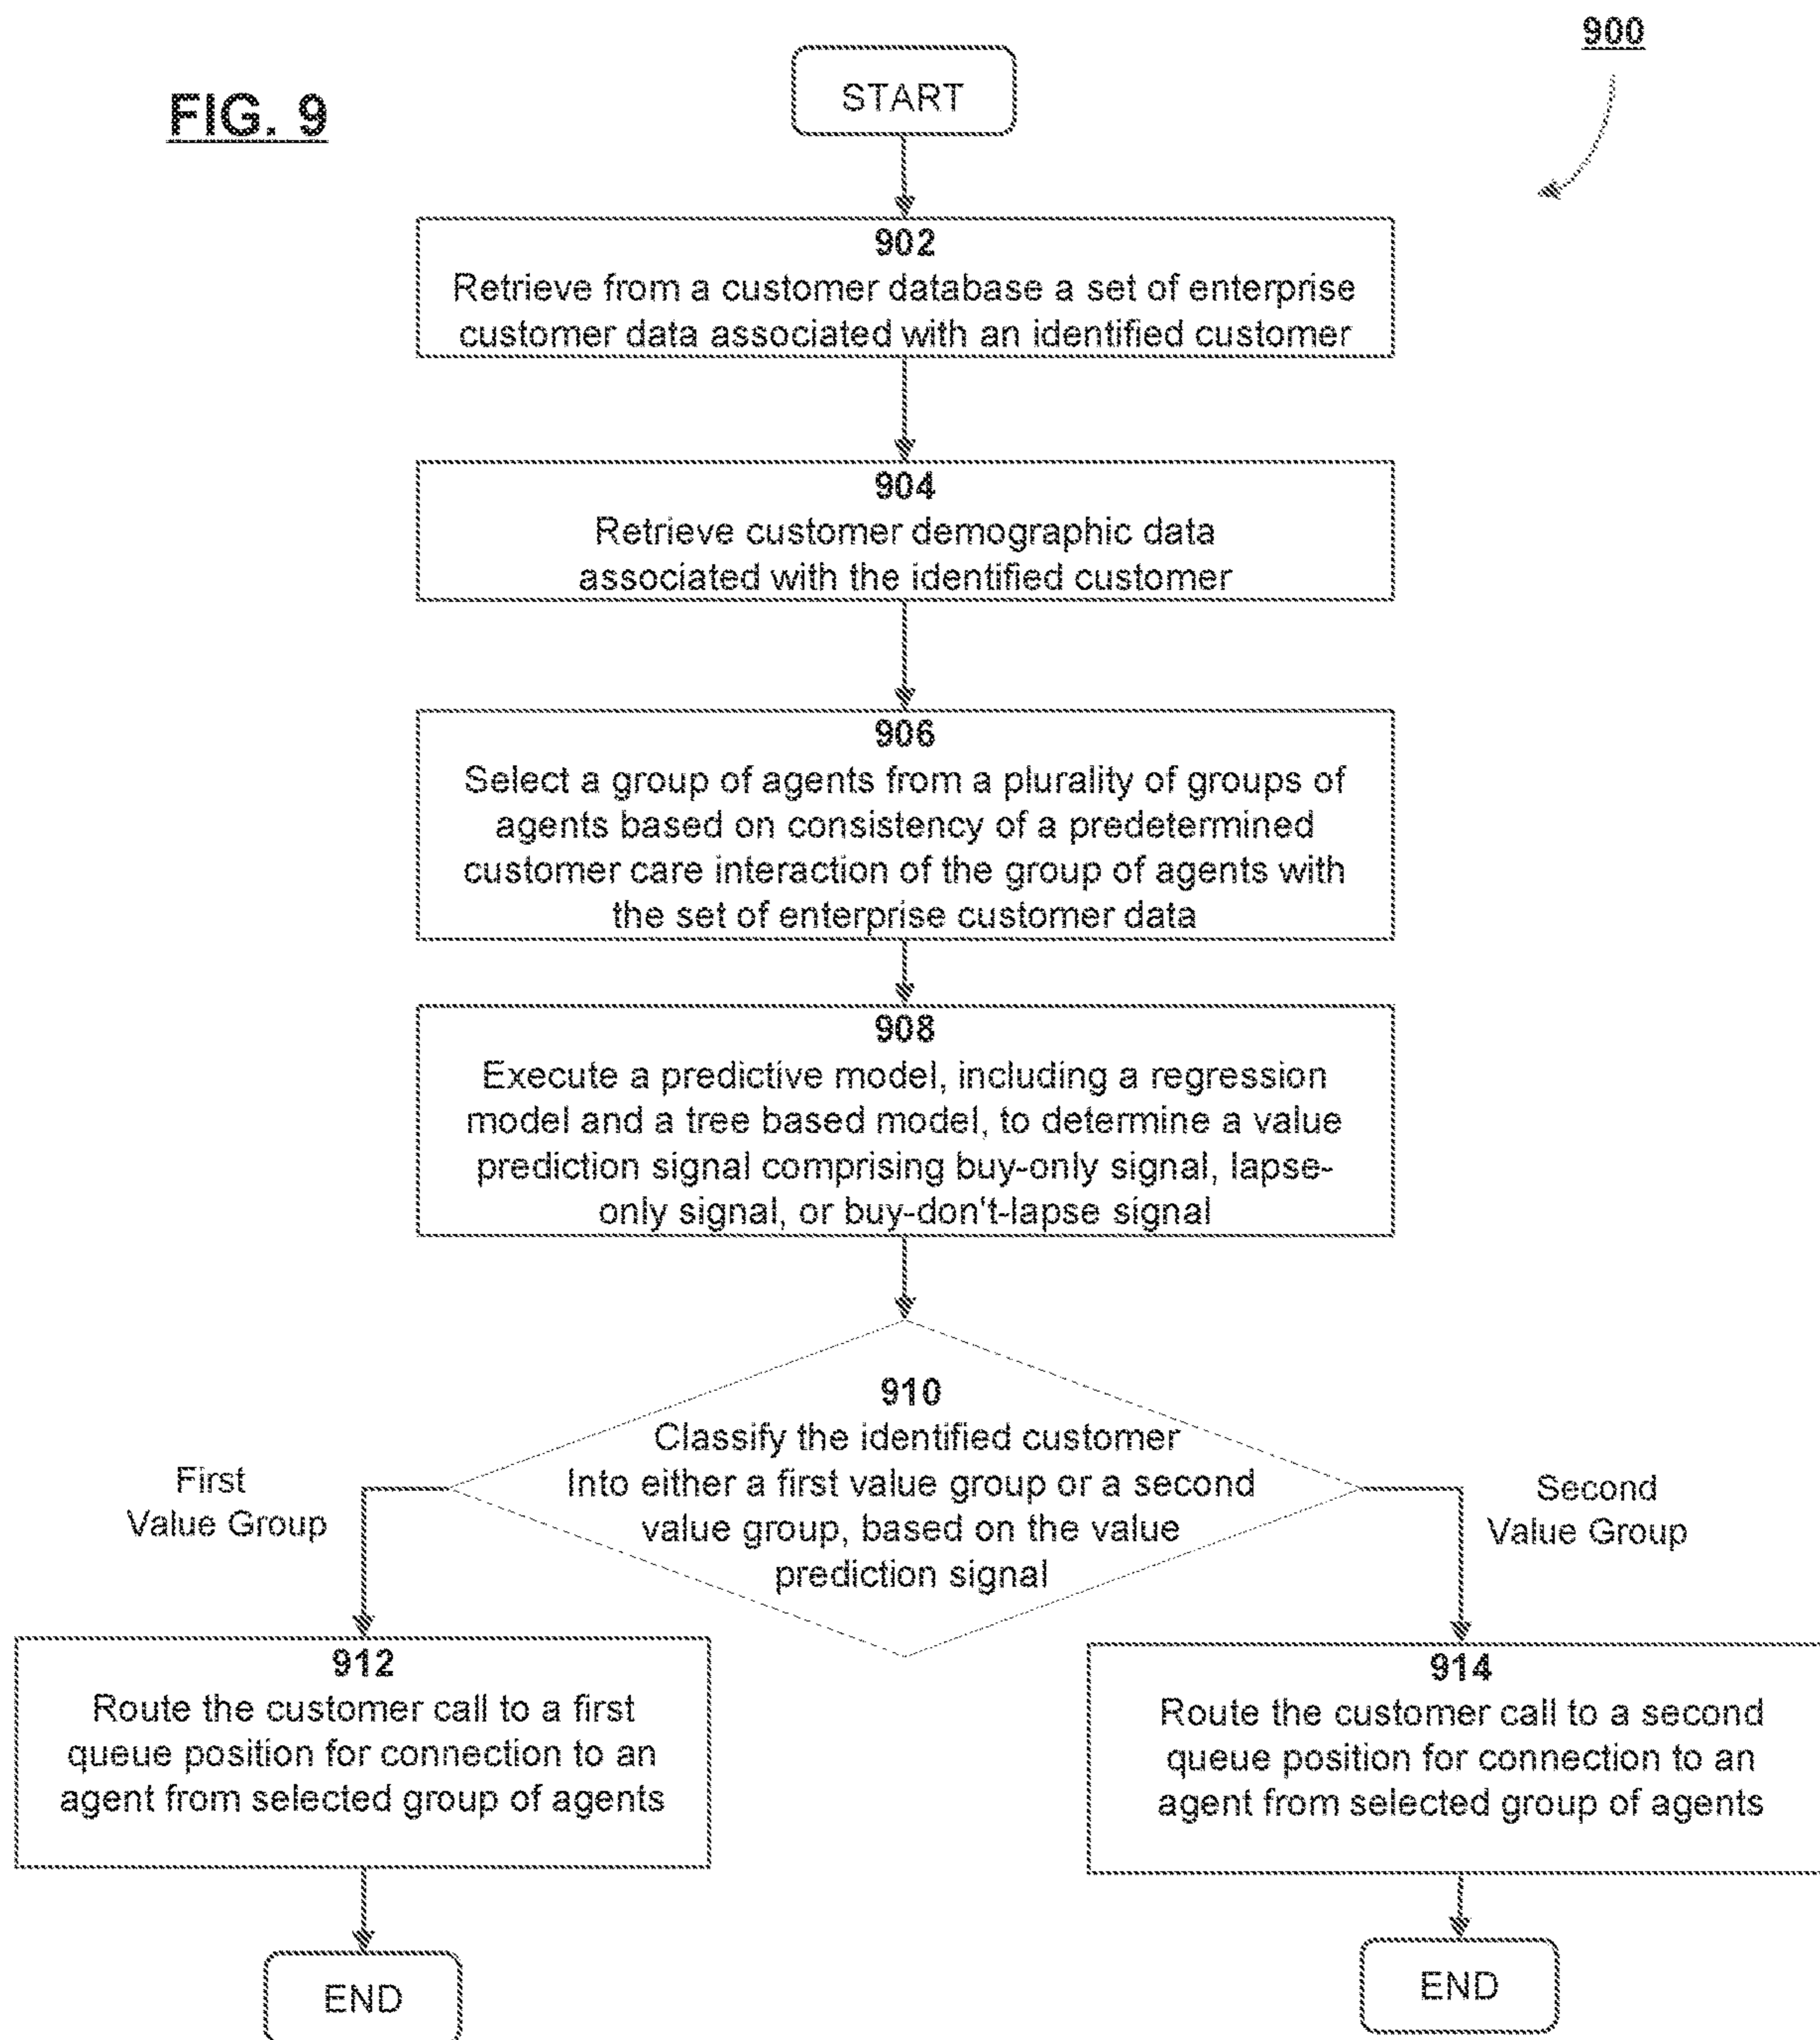 900
FIG. 9
START
902
Retrieve from a customer database a set of enterprise
customer data associated with an identified customer
904
Retrieve customer demographic data
associated with the identified customer
906
Select a group of agents from a plurality of groups of
agents based on consistency of a predetermined
customer care interaction of the group of agents with
the set of enterprise customer data
908
Execute a predictive model, including a regression
model and a tree based model, to determine a value
prediction signal comprising buy-only signal, lapse-
only signal, or buy-don't-lapse signal
910
Classify the identified customer
Into either a first value group or a second
value group, based on the value
prediction signal
First
Value Group
Second
Value Group
912
Route the customer call to a first
queue position for connection to an
agent from selected group of agents
914
Route the customer call to a second
queue position for connection to an
agent from selected group of agents
END
END